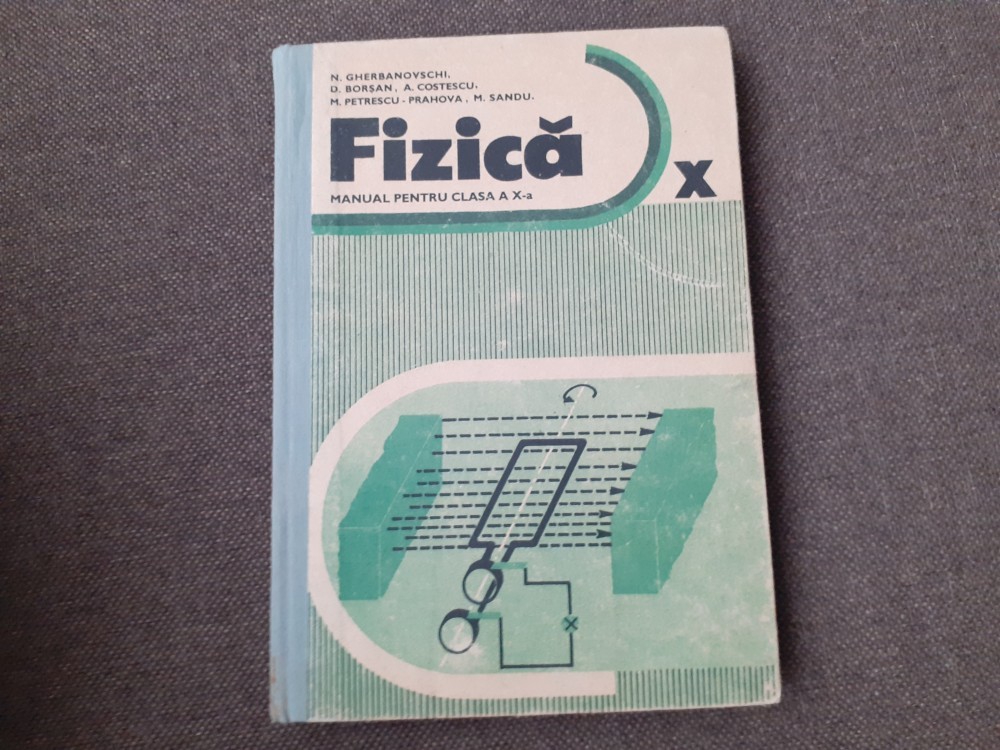 N. GHERBANOVSCHI,
D. BORȘAN, A. COSTESCU,
M. PETRESCU-PRAHOVA, M. SANDU.
Fizică
X
MANUAL PENTRU CLASA A X-a